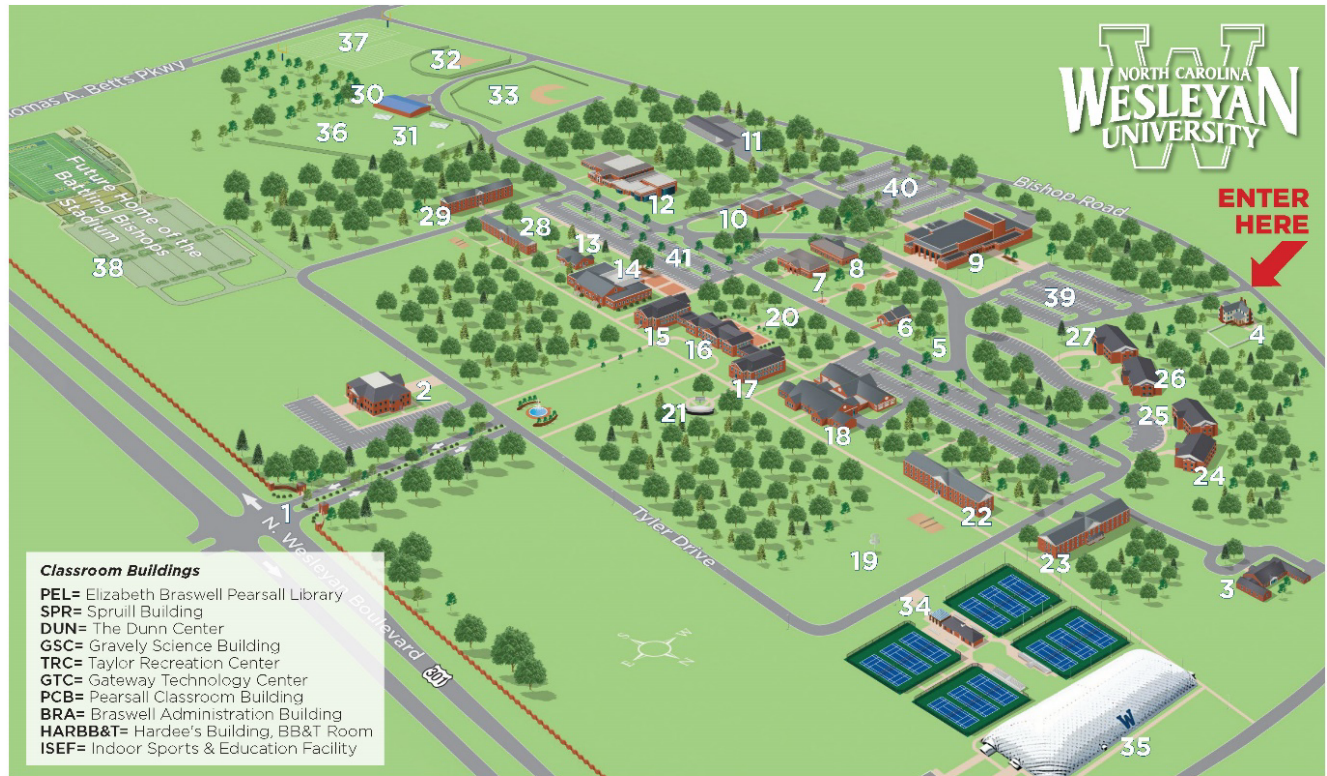 NORTH CAROLINA
WESLEYAN
UNIVERSITY
W
ENTER
HERE
Thomas A. Betts Pkwy
Bishop Road
37
32
33
30
36
31
11
40
29
28
12
10
13
14
41
7
8
9
39
4
Future Home of the
Battling Bishops
Stadium
38
15
16
20
6
5
27
26
17
25
2
21
18
24
1
22
19
23
3
34
35
W
N. Wesleyan Boulevard
301
Tyler Drive
S
W
E
N
Classroom Buildings
PEL= Elizabeth Braswell Pearsall Library
SPR= Spruill Building
DUN= The Dunn Center
GSC= Gravely Science Building
TRC= Taylor Recreation Center
GTC= Gateway Technology Center
PCB= Pearsall Classroom Building
BRA= Braswell Administration Building
HARBB&T= Hardee's Building, BB&T Room
ISEF= Indoor Sports & Education Facility